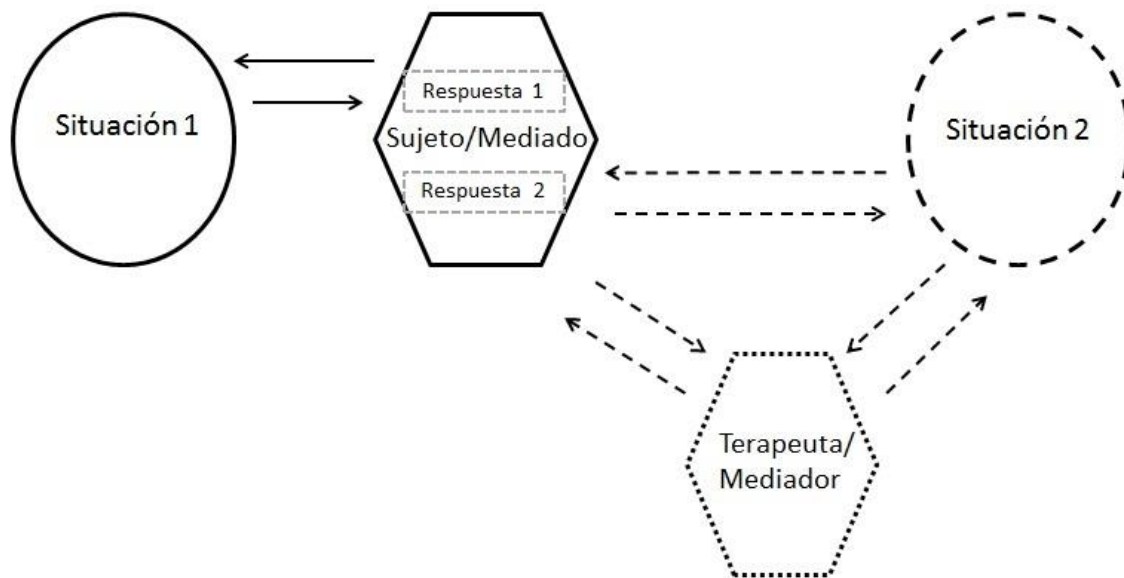 Situación 1
Respuesta 1
Sujeto/Mediado
Respuesta 2
Situación 2
Terapeuta/
Mediador